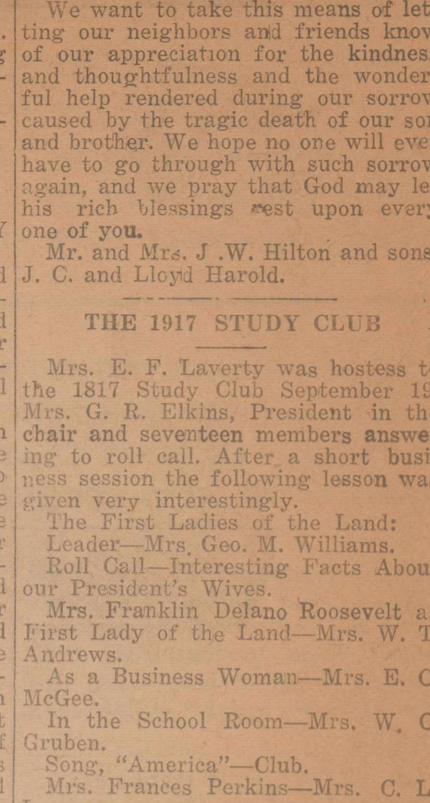 We want to take this means of let
ting our neighbors and friends know
of our appreciation for the kindness
and thoughtfulness and the wonder
ful help rendered during our sorrow
caused by the tragic death of our son
and brother. We hope no one will ever
have to go through with such sorrow
again, and we pray that God may le
his rich blessings rest upon every
one of you.
Mr. and Mrs. J .W. Hilton and sons
J. C. and Lloyd Harold.
THE 1917 STUDY CLUB
Mrs. E. F. Laverty was hostess t
the 1817 Study Club September 19
Mrs. G. R. Elkins, President in th
chair and seventeen members answe
ing to roll call. After a short busi
ness session the following lesson wa
given very interestingly.
The First Ladies of the Land:
Leader—Mrs. Geo. M. Williams.
Roll Call—Interesting Facts Abou
our President's Wives.
Mrs. Franklin Delano Roosevelt a
First Lady of the Land—Mrs. W. T
Andrews.
As a Business Woman—Mrs. E. C
McGee.
In the School Room—Mrs. W. C
Gruben.
Song, "America"—Club.
Mrs. Frances Perkins—Mrs. C. L